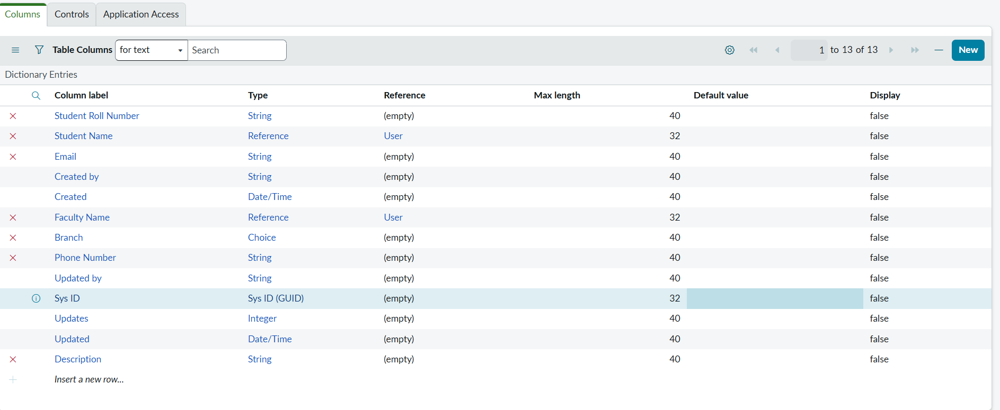 Columns Controls Application Access
Table Columns for text Search 1 to 13 of 13 New
Dictionary Entries
Column label Type Reference Max length Default value Display
Student Roll Number String (empty) 40 false
Student Name Reference User 32 false
Email String (empty) 40 false
Created by String (empty) 40 false
Created Date/Time (empty) 40 false
Faculty Name Reference User 32 false
Branch Choice (empty) 40 false
Phone Number String (empty) 40 false
Updated by String (empty) 40 false
Sys ID Sys ID (GUID) (empty) 32 false
Updates Integer (empty) 40 false
Updated Date/Time (empty) 40 false
Description String (empty) 40 false
Insert a new row...